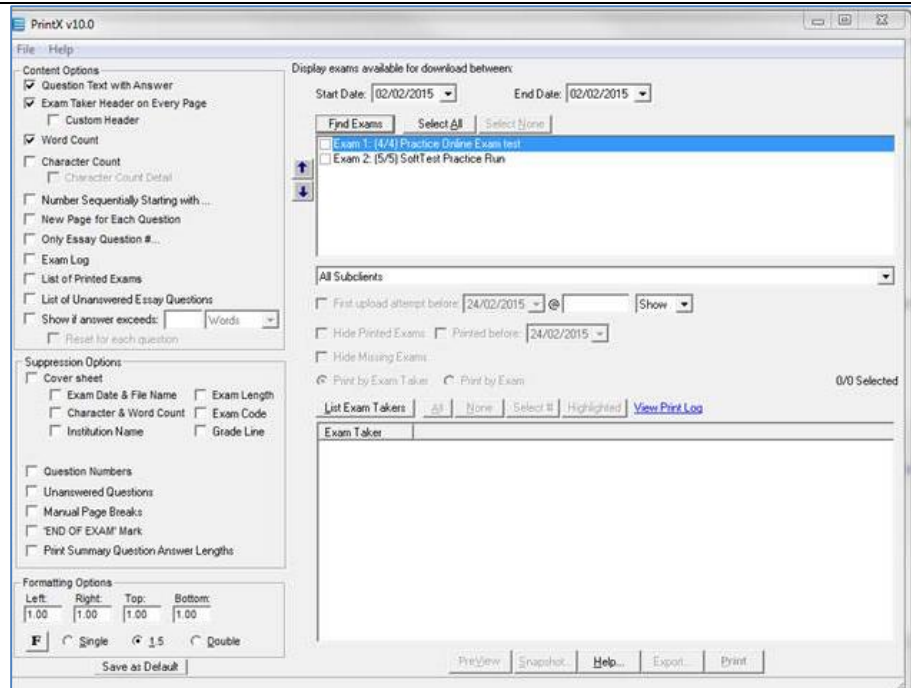 PrintX v10.0
File Help
Content Options
Question Text with Answer
Exam Taker Header on Every Page
Custom Header
Word Count
Character Count
Character Count Detail
Number Sequentially Starting with ...
New Page for Each Question
Only Essay Question #...
Exam Log
List of Printed Exams
List of Unanswered Essay Questions
Show if answer exceeds: Words
Reset for each question
Suppression Options
Cover sheet
Exam Date & File Name Exam Length
Character & Word Count Exam Code
Institution Name Grade Line
Question Numbers
Unanswered Questions
Manual Page Breaks
'END OF EXAM' Mark
Print Summary Question Answer Lengths
Formatting Options
Left: Right: Top: Bottom:
1.00 1.00 1.00 1.00
F Single 1.5 Double
Save as Default
Display exams available for download between:
Start Date: 02/02/2015 End Date: 02/02/2015
Find Exams Select All Select None
Exam 1: (4/4) Practice Online Exam test
Exam 2: (5/5) SoftTest Practice Run
All Subclients
First upload attempt before: 24/02/2015 @ Show
Hide Printed Exams Printed before: 24/02/2015
Hide Missing Exams
Print by Exam Taker Print by Exam 0/0 Selected
List Exam Takers All None Select # Highlighted View Print Log
Exam Taker
PreView Snapshot... Help... Export... Print